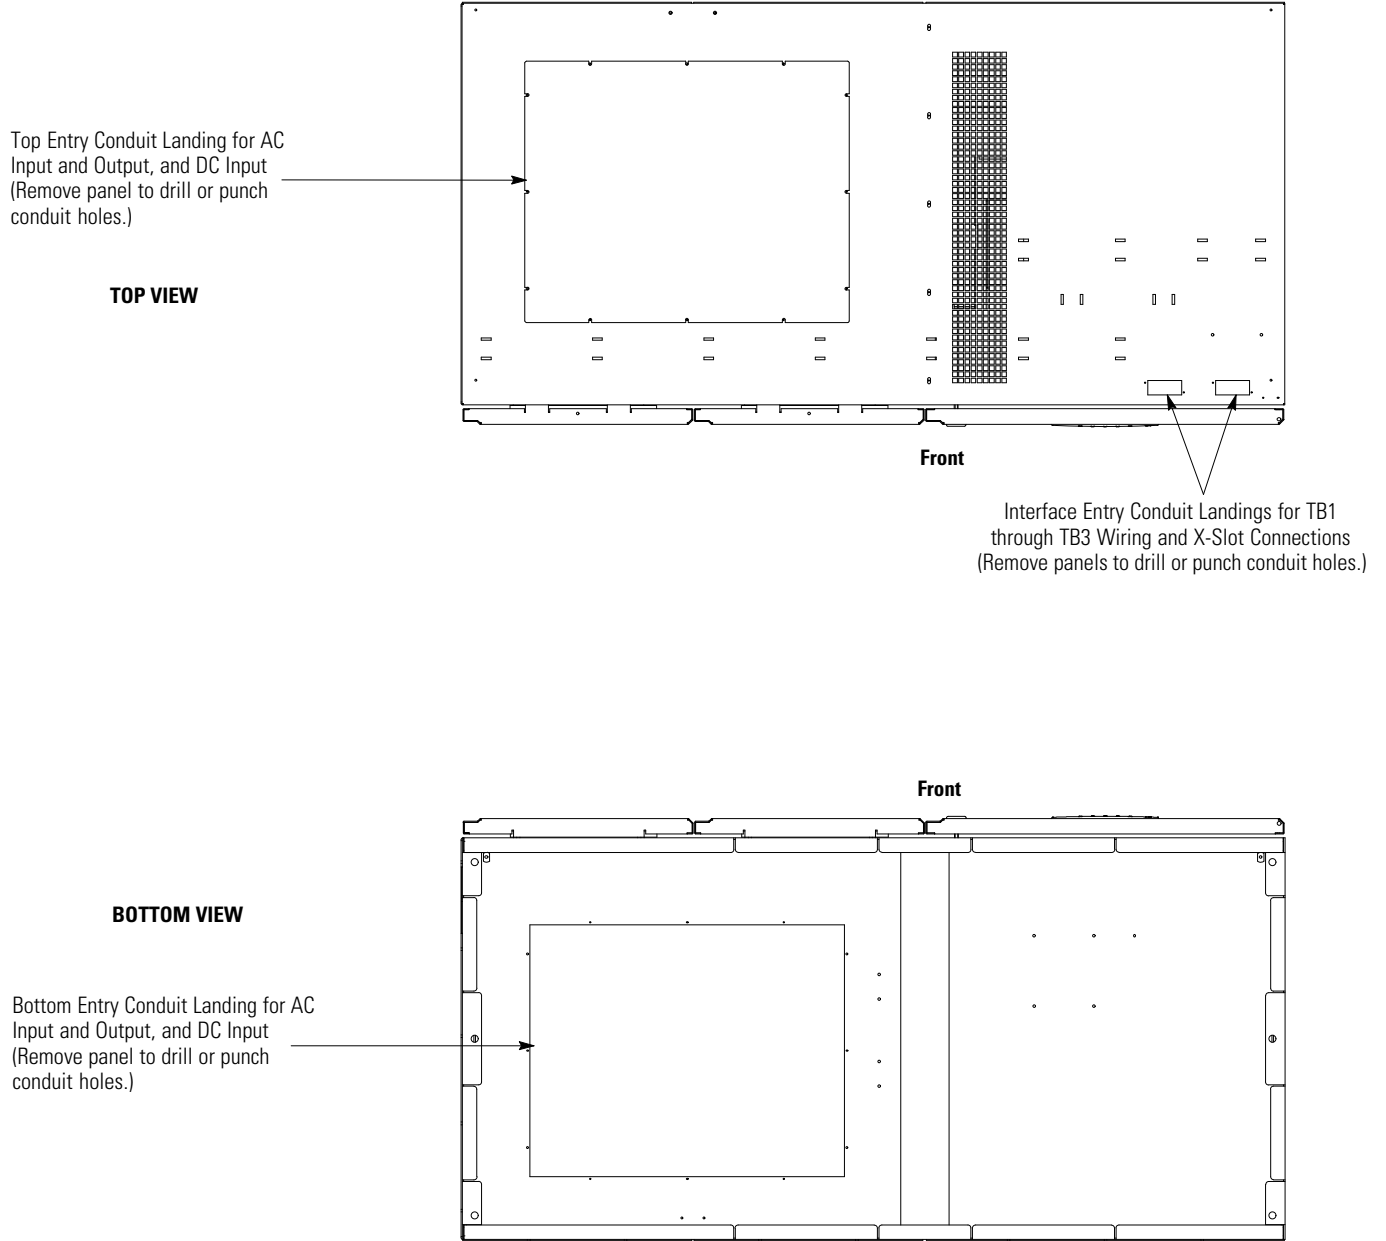 Top Entry Conduit Landing for AC
Input and Output, and DC Input
(Remove panel to drill or punch
conduit holes.)
TOP VIEW
Front
Interface Entry Conduit Landings for TB1
through TB3 Wiring and X-Slot Connections
(Remove panels to drill or punch conduit holes.)
Front
BOTTOM VIEW
Bottom Entry Conduit Landing for AC
Input and Output, and DC Input
(Remove panel to drill or punch
conduit holes.)